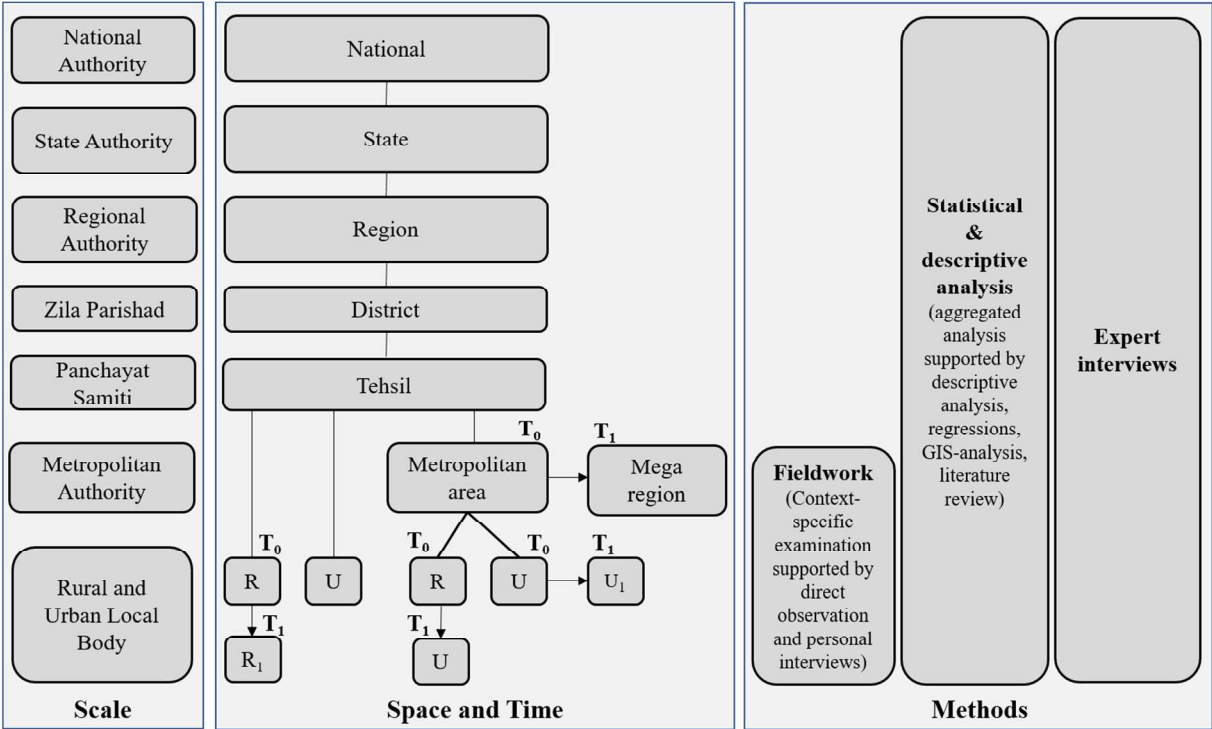 National
Authority
State Authority
Regional
Authority
Zila Parishad
Panchayat
Samiti
Metropolitan
Authority
Rural and
Urban Local
Body
Scale
National
State
Region
District
Tehsil
T0
T1
Metropolitan
area
Mega
region
T0
T0
T0
T1
R
U
R
U
U1
T1
T1
R1
U
Space and Time
Fieldwork
(Context-
specific
examination
supported by
direct
observation
and personal
interviews)
Statistical
&
descriptive
analysis
(aggregated
analysis
supported by
descriptive
analysis,
regressions,
GIS-analysis,
literature
review)
Expert
interviews
Methods